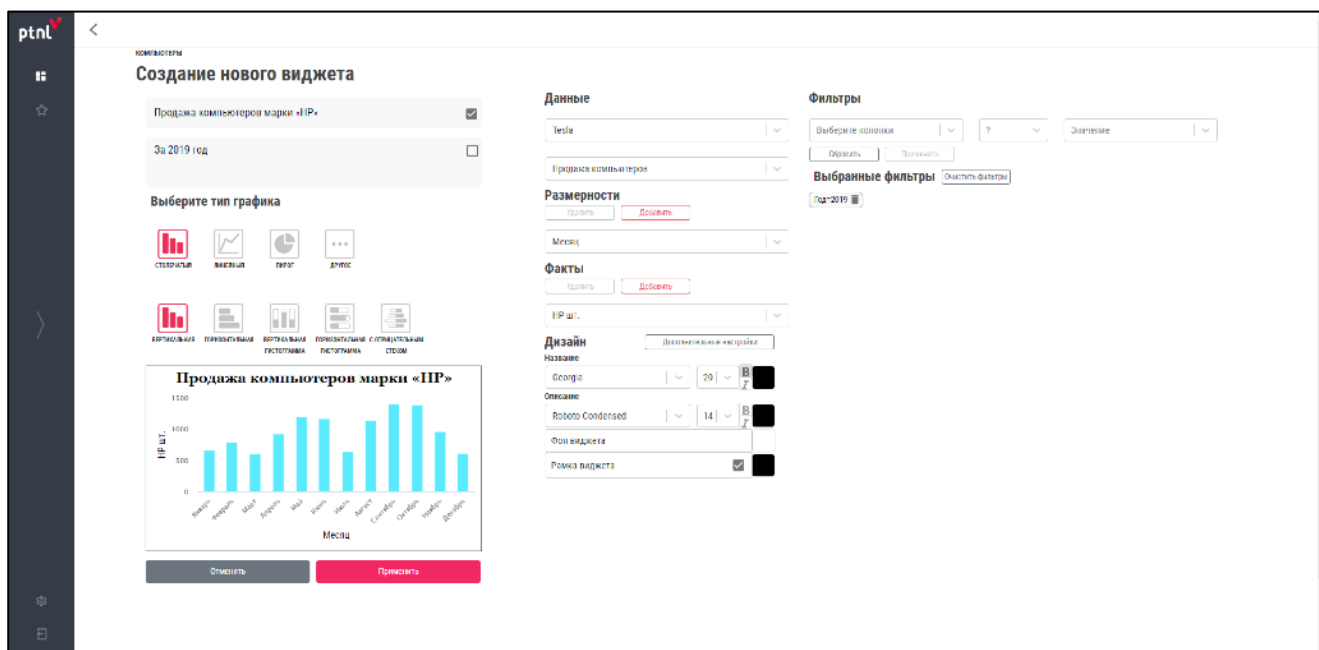 ptnl
КОМПЬЮТЕРЫ
Создание нового виджета
Продажа компьютеров марки «HP»
За 2019 год
Выберите тип графика
СТОЛБЧАТЫЙ ЛИНЕЙНЫЙ ПИРОГ ДРУГОЕ
ВЕРТИКАЛЬНАЯ ГОРИЗОНТАЛЬНАЯ ВЕРТИКАЛЬНАЯ ГИСТОГРАММА ГОРИЗОНТАЛЬНАЯ ГИСТОГРАММА С ОТРИЦАТЕЛЬНЫМ СТЕКОМ
Продажа компьютеров марки «HP»
1500
1000
500
0
HP шт.
Январь Февраль Март Апрель Май Июнь Июль Август Сентябрь Октябрь Ноябрь Декабрь
Месяц
Отменить Применить
Данные
Tesla
Продажа компьютеров
Размерности
Удалить Добавить
Месяц
Факты
Удалить Добавить
HP шт.
Дизайн Дополнительные настройки
Название
Georgia 20 B I
Описание
Roboto Condensed 14 B I
Фон виджета
Рамка виджета
Фильтры
Выберите колонки ? Значение
Сбросить Применить
Выбранные фильтры Очистить фильтры
Год=2019